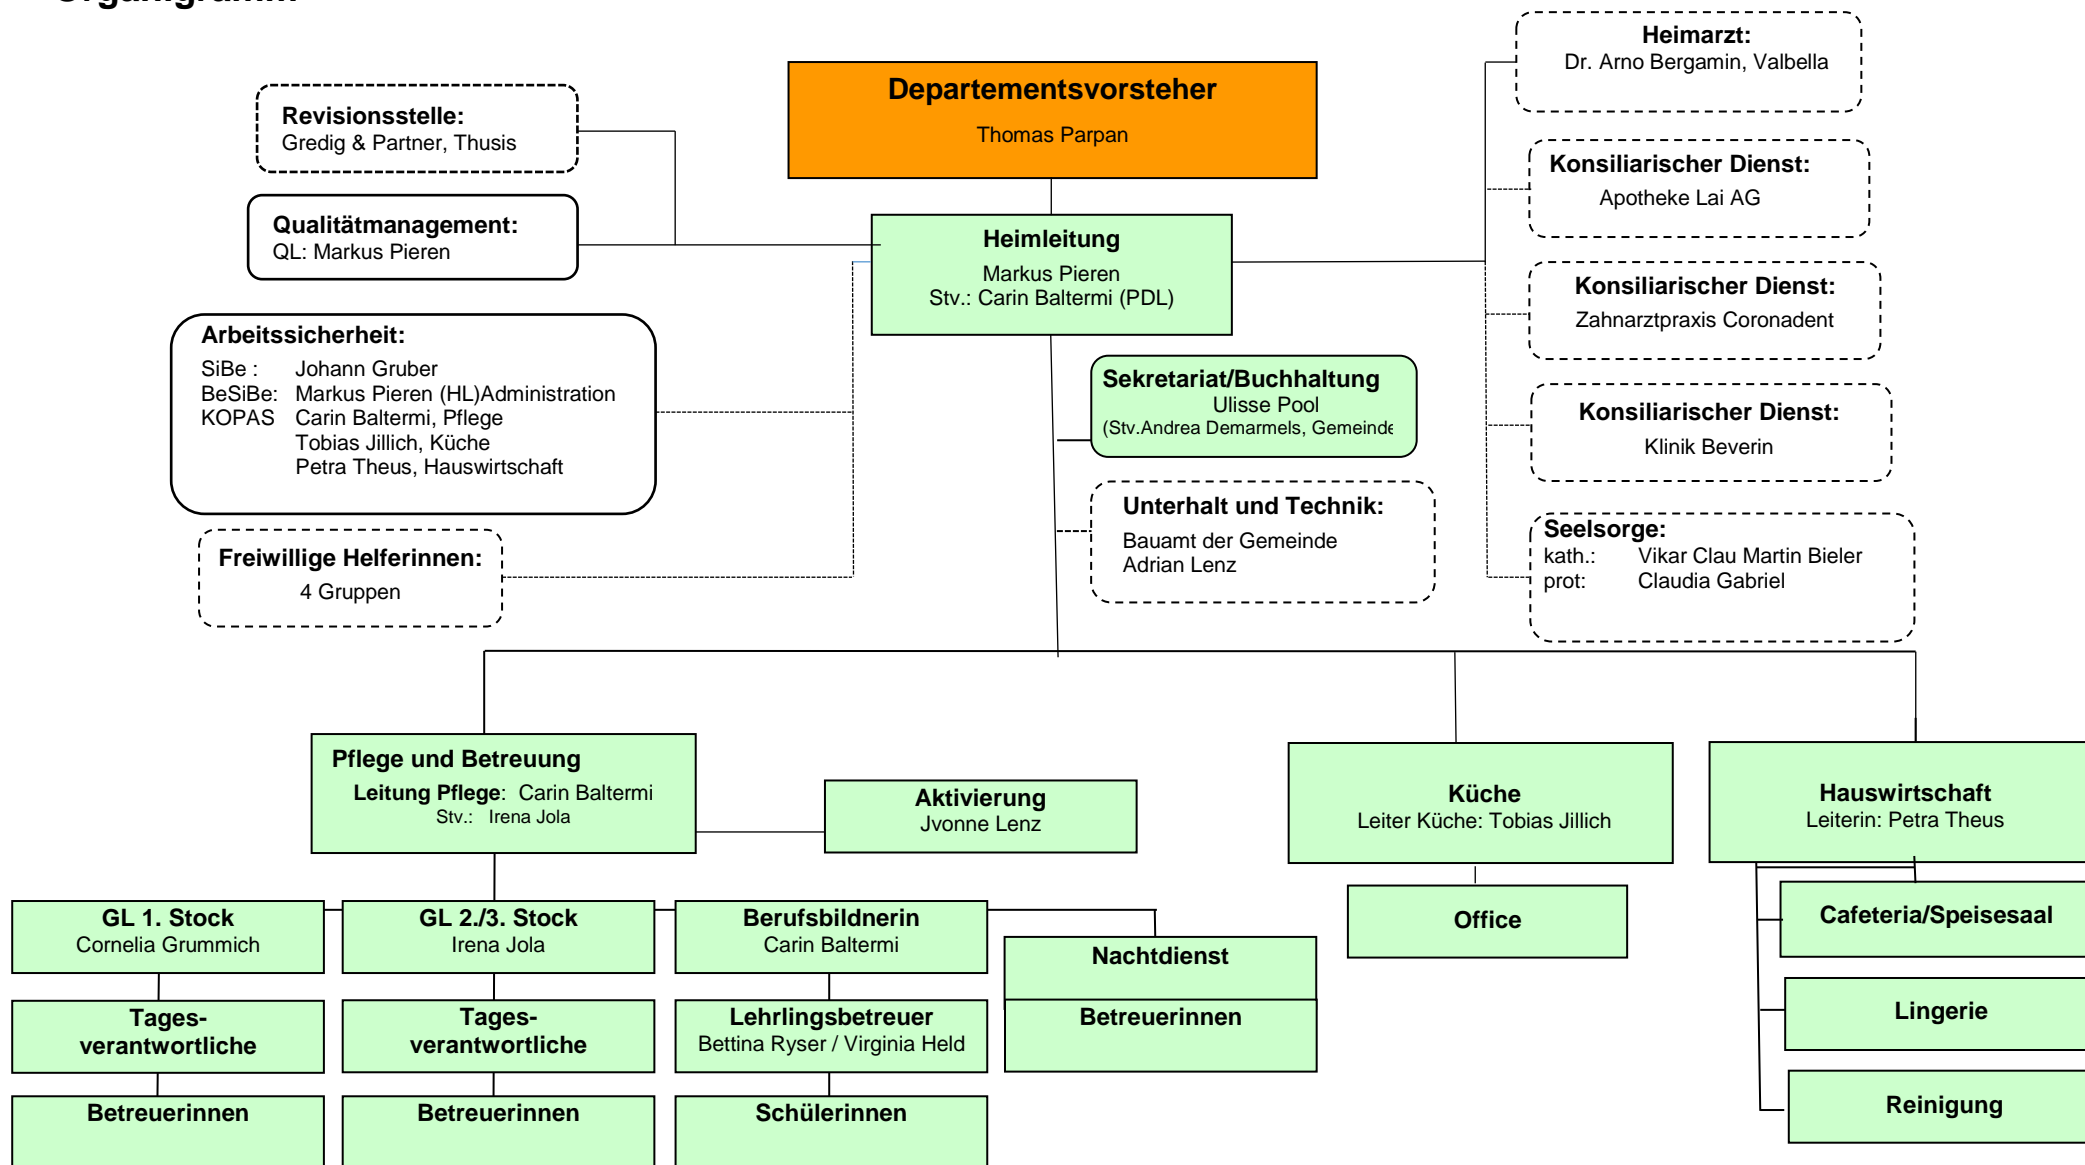 Organigramm
Heimarzt:
Dr. Arno Bergamin, Valbella
Departementsvorsteher
Thomas Parpan
Revisionsstelle:
Gredig & Partner, Thusis
Konsiliarischer Dienst:
Apotheke Lai AG
Qualitätmanagement:
QL: Markus Pieren
Heimleitung
Markus Pieren
Stv.: Carin Baltermi (PDL)
Konsiliarischer Dienst:
Zahnarztpraxis Coronadent
Arbeitssicherheit:
SiBe : Johann Gruber
BeSiBe: Markus Pieren (HL)Administration
KOPAS Carin Baltermi, Pflege
Tobias Jillich, Küche
Petra Theus, Hauswirtschaft
Sekretariat/Buchhaltung
Ulisse Pool
(Stv.Andrea Demarmels, Gemeinde
Konsiliarischer Dienst:
Klinik Beverin
Unterhalt und Technik:
Bauamt der Gemeinde
Adrian Lenz
Seelsorge:
kath.: Vikar Clau Martin Bieler
prot: Claudia Gabriel
Freiwillige Helferinnen:
4 Gruppen
Pflege und Betreuung
Leitung Pflege: Carin Baltermi
Stv.: Irena Jola
Aktivierung
Jvonne Lenz
Küche
Leiter Küche: Tobias Jillich
Hauswirtschaft
Leiterin: Petra Theus
GL 1. Stock
Cornelia Grummich
GL 2./3. Stock
Irena Jola
Berufsbildnerin
Carin Baltermi
Nachtdienst
Office
Cafeteria/Speisesaal
Tages-
verantwortliche
Tages-
verantwortliche
Lehrlingsbetreuer
Bettina Ryser / Virginia Held
Betreuerinnen
Lingerie
Betreuerinnen
Betreuerinnen
Schülerinnen
Reinigung